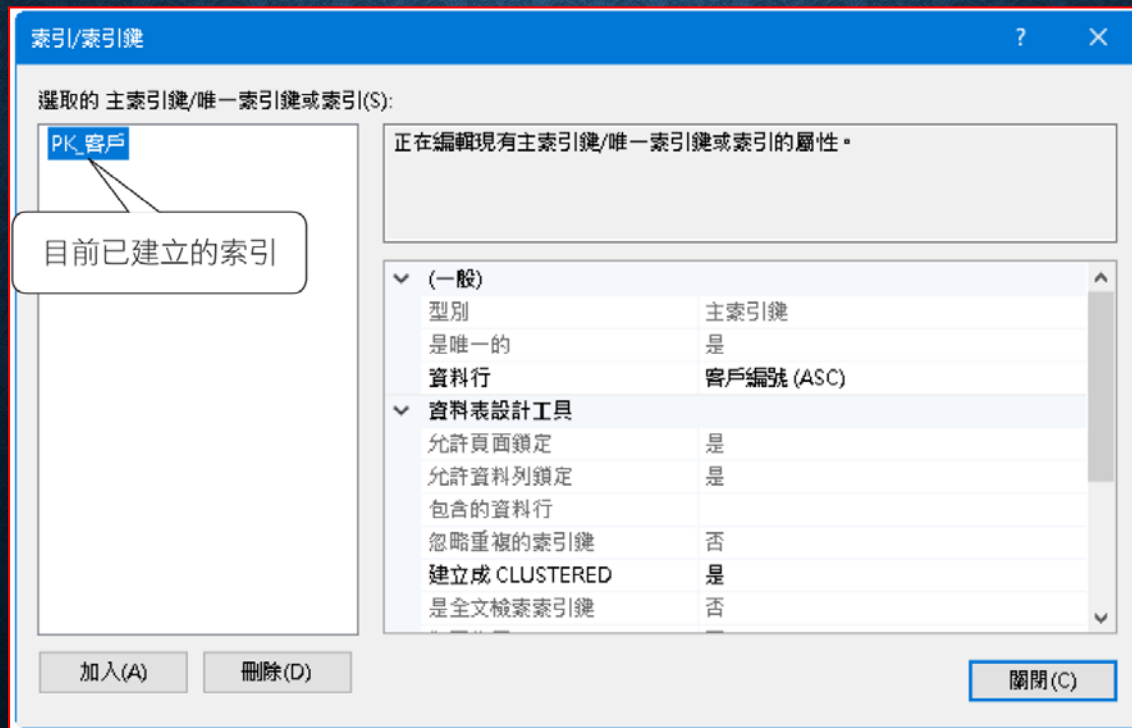 索引/索引鍵
選取的 主索引鍵/唯一索引鍵或索引(S):
PK_客戶
目前已建立的索引
正在編輯現有主索引鍵/唯一索引鍵或索引的屬性。
(一般)
型別 主索引鍵
是唯一的 是
資料行 客戶編號 (ASC)
資料表設計工具
允許頁面鎖定 是
允許資料列鎖定 是
包含的資料行
忽略重複的索引鍵 否
建立成 CLUSTERED 是
是全文檢索索引鍵 否
加入(A) 刪除(D)
關閉(C)